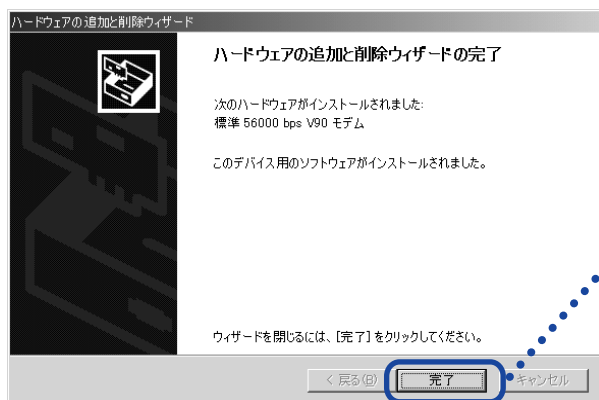 ハードウェアの追加と削除ウィザード
ハードウェアの追加と削除ウィザードの完了
次のハードウェアがインストールされました:
標準 56000 bps V90 モデム
このデバイス用のソフトウェアがインストールされました。
ウィザードを閉じるには、[完了] をクリックしてください。
< 戻る(B)
完了
キャンセル